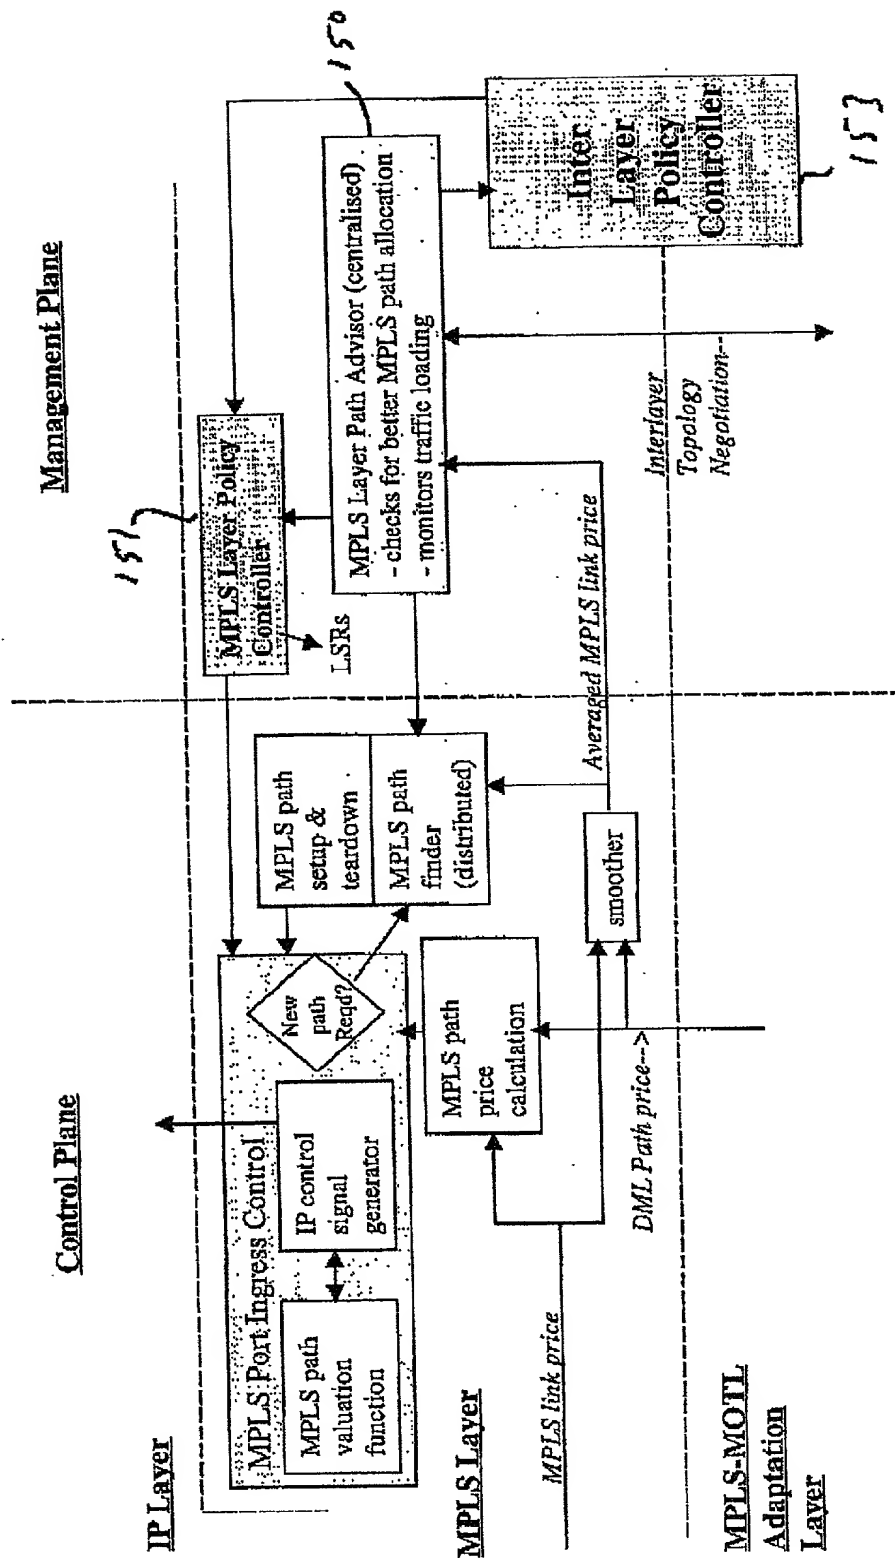 Control Plane
Management Plane
IP Layer
MPLS Port Ingress Control
MPLS path
valuation
function
IP control
signal
generator
New
path
Reqd?
MPLS path
setup &
teardown
MPLS path
finder
(distributed)
MPLS Layer Policy
Controller
151
LSRs
150
MPLS Layer Path Advisor (centralised)
- checks for better MPLS path allocation
- monitors traffic loading
MPLS Layer
MPLS path
price
calculation
MPLS link price
smoother
Averaged MPLS link price
DML Path price-->
Inter
Layer
Policy
Controller
153
Interlayer
Topology
Negotiation--
MPLS-MOTL
Adaptation
Layer